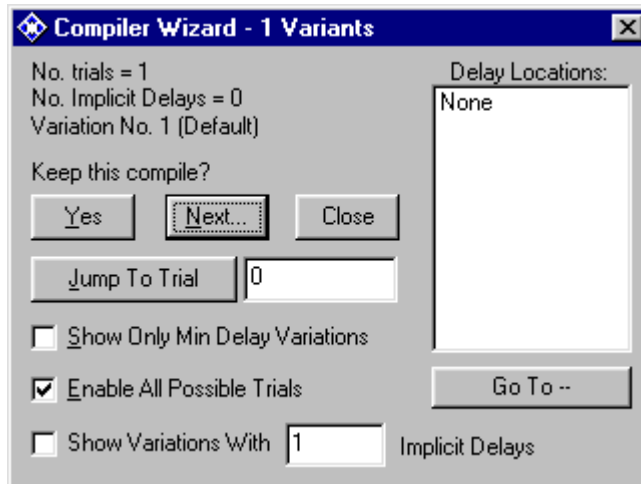 Compiler Wizard - 1 Variants
No. trials = 1
No. Implicit Delays = 0
Variation No. 1 (Default)
Keep this compile?
Yes
Next...
Close
Jump To Trial
0
Show Only Min Delay Variations
Enable All Possible Trials
Show Variations With 1 Implicit Delays
Delay Locations:
None
Go To --